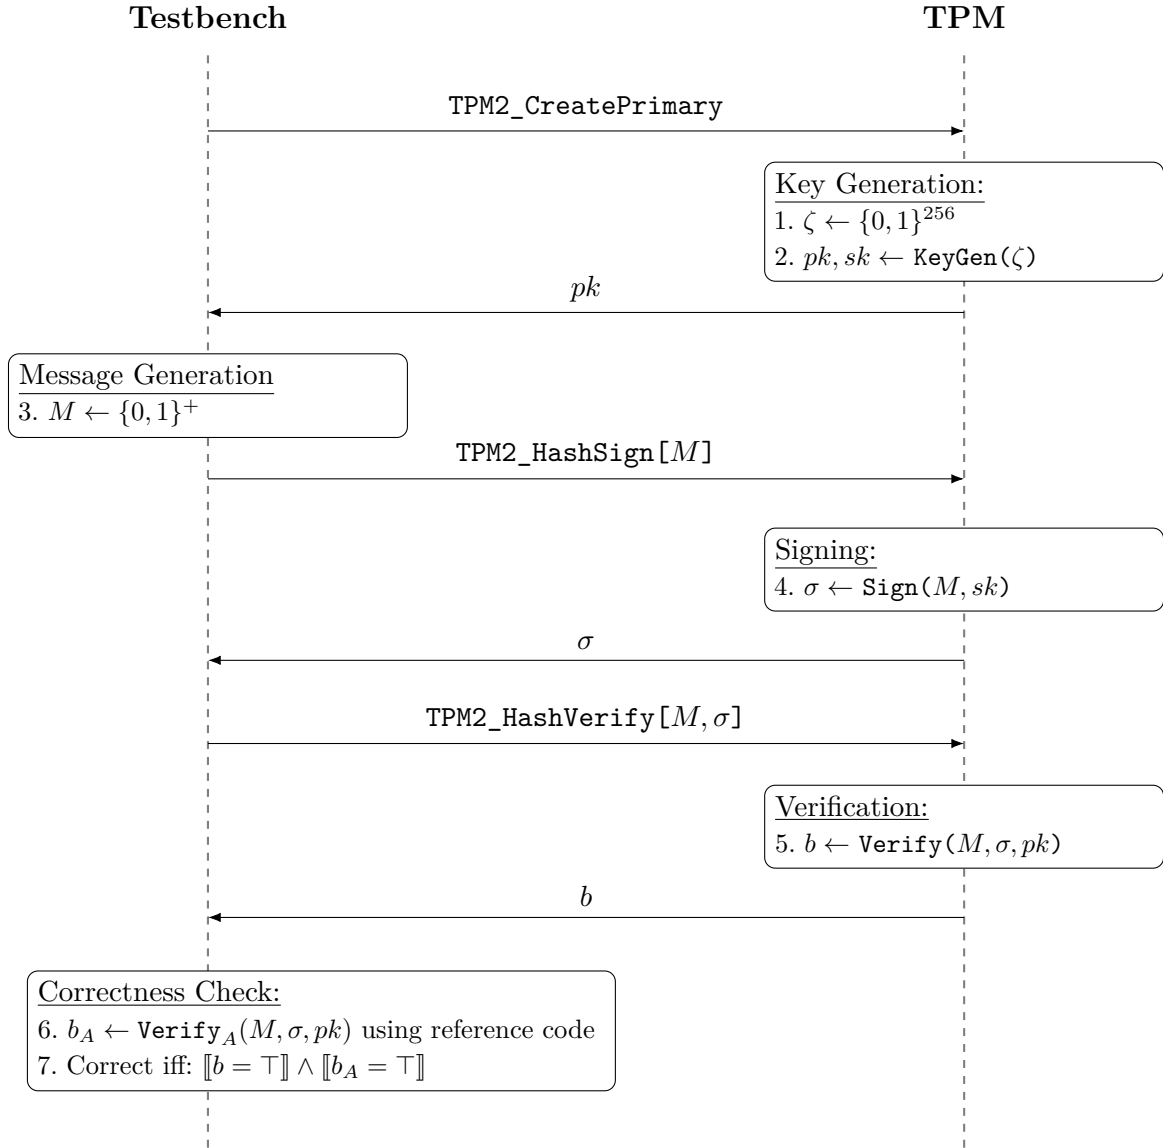 Testbench TPM
TPM2_CreatePrimary
Key Generation:
1. ζ ← {0, 1}²⁵⁶
2. pk, sk ← KeyGen(ζ)
pk
Message Generation
3. M ← {0, 1}⁺
TPM2_HashSign[M]
Signing:
4. σ ← Sign(M, sk)
σ
TPM2_HashVerify[M, σ]
Verification:
5. b ← Verify(M, σ, pk)
b
Correctness Check:
6. b_A ← Verify_A(M, σ, pk) using reference code
7. Correct iff: ⟦b = ⊤⟧ ∧ ⟦b_A = ⊤⟧